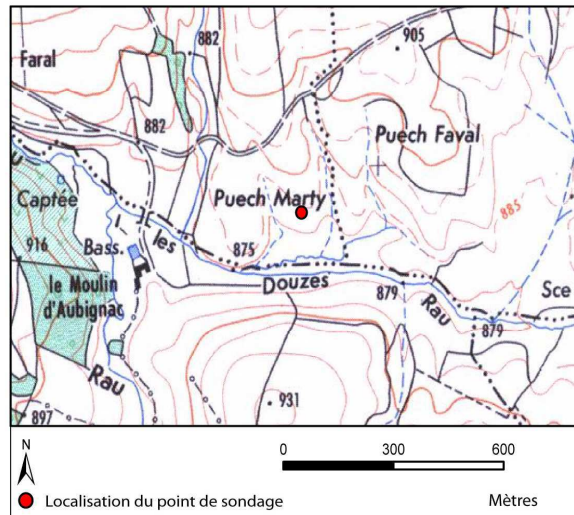 882
905
Faral
882
Puech Faval
Captée
Puech Marty
885
916
Bass.
les
875
Douzes
879
Sce
le Moulin
d'Aubignac
Rau
879
Rau
931
897
N
0 300 600
Localisation du point de sondage
Mètres